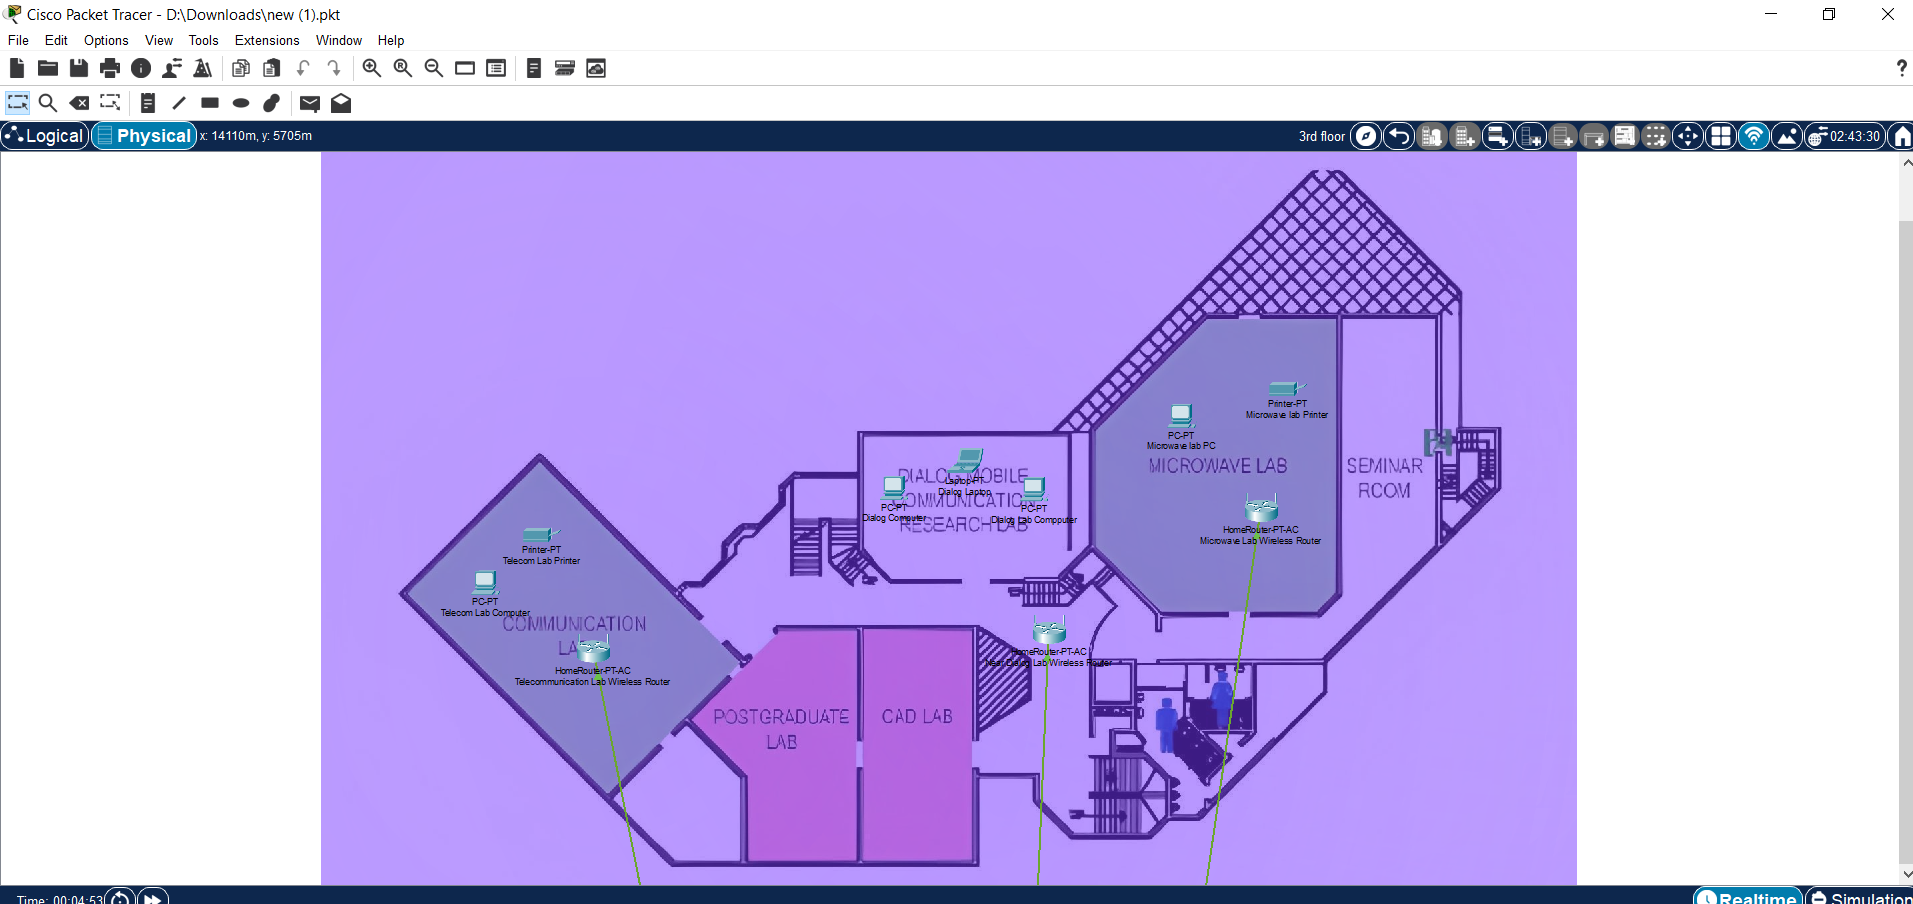 Cisco Packet Tracer - D:\Downloads\new (1).pkt
File Edit Options View Tools Extensions Window Help
Logical Physical x: 14110m, y: 5705m 3rd floor 02:43:30
Printer-PT
Microwave lab Printer
PC-PT
Microwave lab PC
MICROWAVE LAB
SEMINAR
ROOM
HomeRouter-PT-AC
Microwave Lab Wireless Router
DIALOG MOBILE
COMMUNICATION
RESEARCH LAB
Laptop-PT
Dialog Laptop
PC-PT
Dialog Computer
PC-PT
Dialog Lab Compputer
Printer-PT
Telecom Lab Printer
PC-PT
Telecom Lab Computer
COMMUNICATION
LA
HomeRouter-PT-AC
Telecommunication Lab Wireless Router
HomeRouter-PT-AC
Near Dialog Lab Wireless Router
POSTGRADUATE
LAB
CAD LAB
Time: 00:04:53
Realtime Simulation